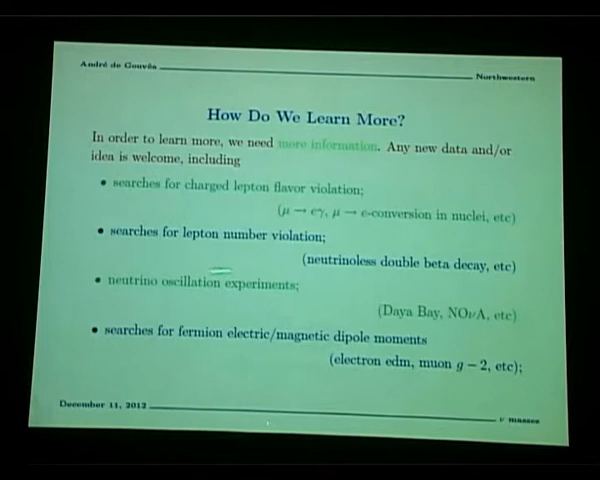 André de Gouvêa
Northwestern
How Do We Learn More?
In order to learn more, we need more information. Any new data and/or
idea is welcome, including
• searches for charged lepton flavor violation;
(μ → eγ, μ → e-conversion in nuclei, etc)
• searches for lepton number violation;
(neutrinoless double beta decay, etc)
• neutrino oscillation experiments;
(Daya Bay, NOνA, etc)
• searches for fermion electric/magnetic dipole moments
(electron edm, muon g − 2, etc);
December 11, 2012
ν masses